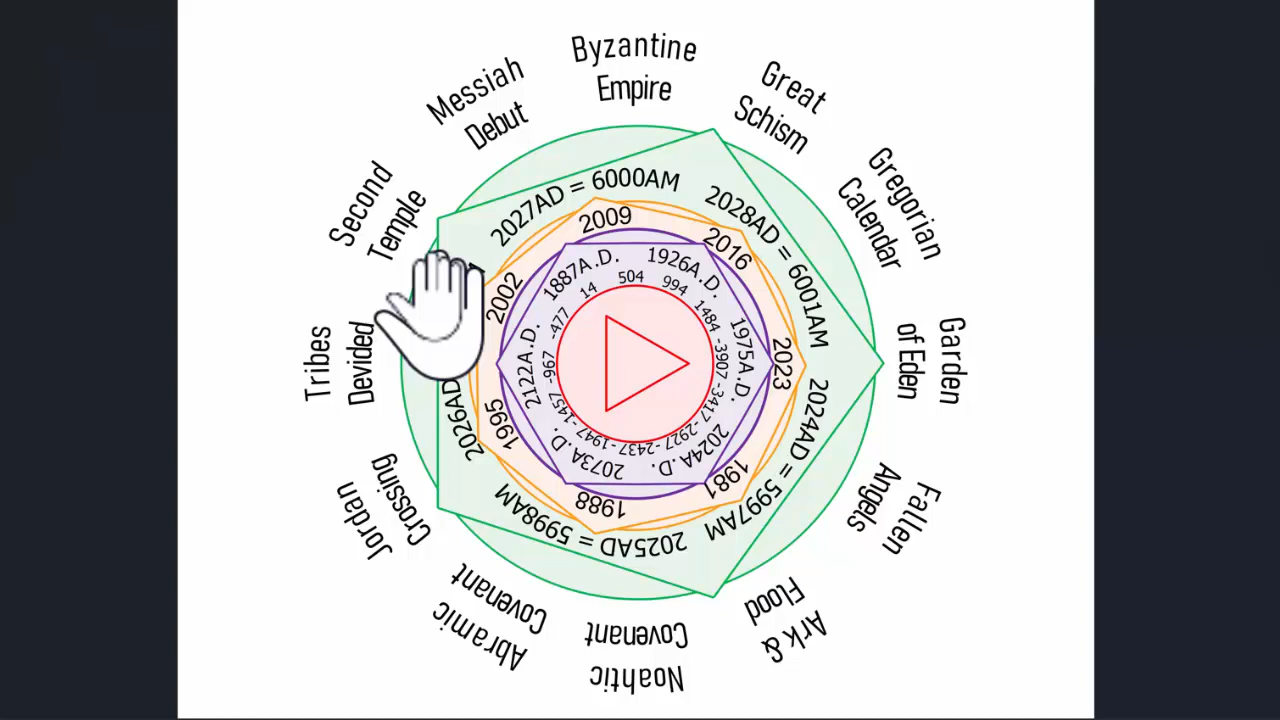 Byzantine
Empire
Great
Schism
Gregorian
Calendar
Garden
of Eden
Fallen
Angels
Ark &
Flood
Noahtic
Covenant
Abramic
Covenant
Jordan
Crossing
Tribes
Devided
Second
Temple
Messiah
Debut
2027AD = 6000AM
2028AD = 6001AM
2024AD = 5997AM
2025AD = 5998AM
2026AD
2009
2016
2023
1981
1988
1995
2002
1887A.D.
1926A.D.
1975A.D.
2024A.D.
2073A.D.
2122A.D.
504
994
1484
-3907
-3417
-2927
-2437
-1947
-1457
-967
-477
14